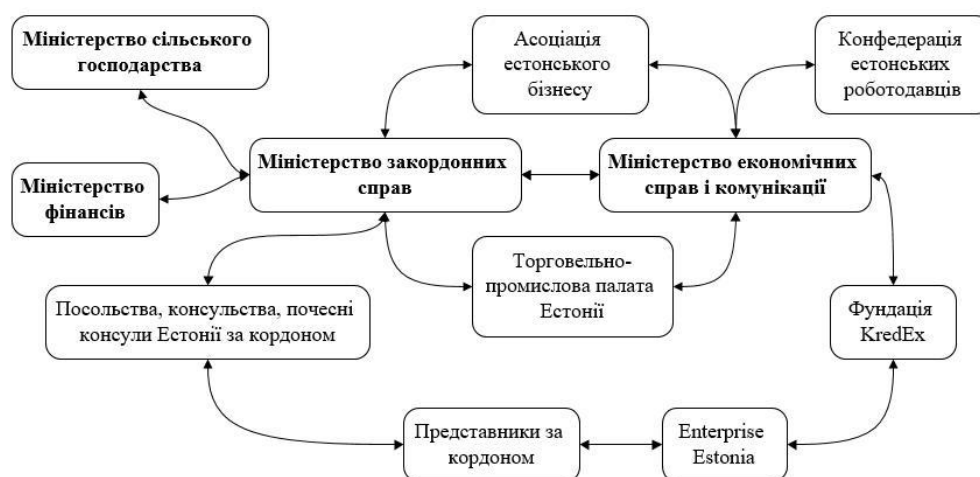 Міністерство сільського
господарства
Асоціація
естонського
бізнесу
Конфедерація
естонських
роботодавців
Міністерство
фінансів
Міністерство закордонних
справ
Міністерство економічних
справ і комунікації
Посольства, консульства, почесні
консули Естонії за кордоном
Торговельно-
промислова палата
Естонії
Фундація
KredEx
Представники за
кордоном
Enterprise
Estonia